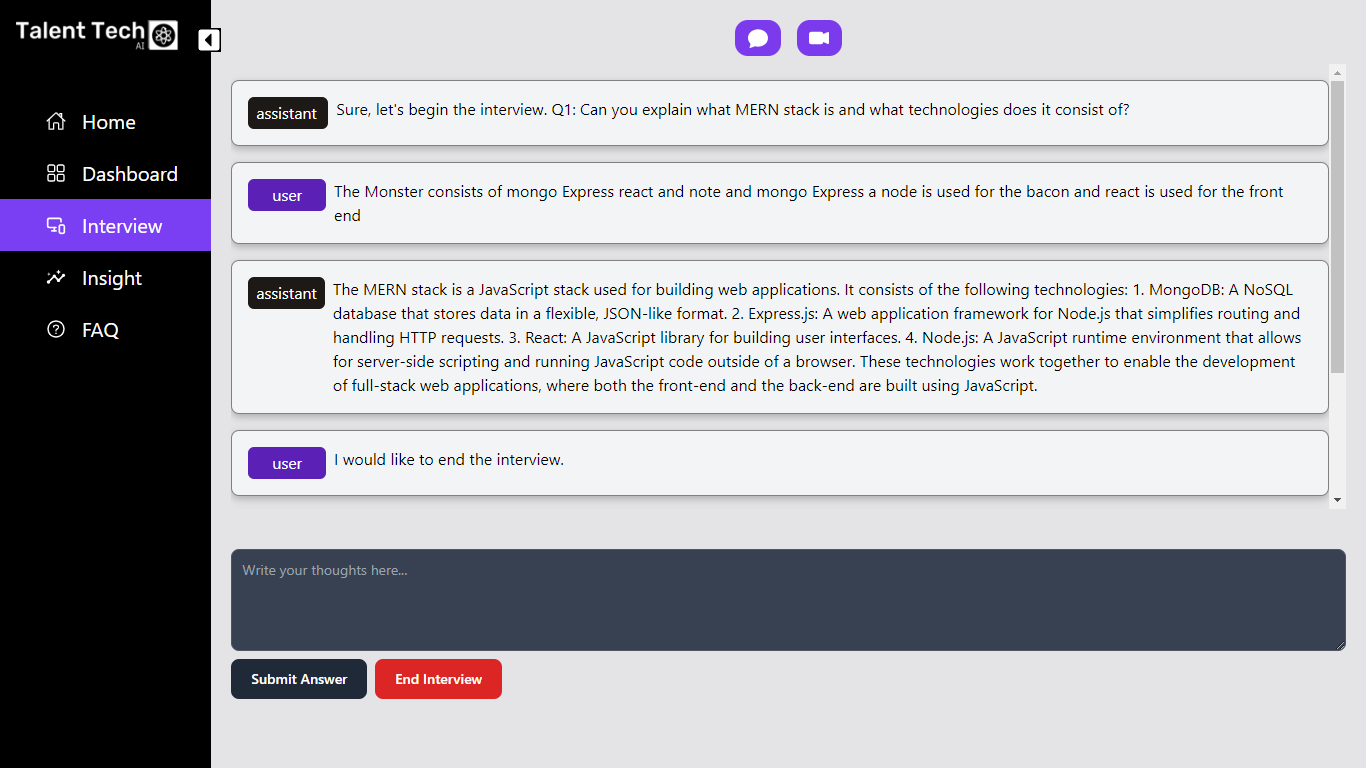 Talent Tech
AI
Home
Dashboard
Interview
Insight
FAQ
assistant
Sure, let's begin the interview. Q1: Can you explain what MERN stack is and what technologies does it consist of?
user
The Monster consists of mongo Express react and note and mongo Express a node is used for the bacon and react is used for the front
end
assistant
The MERN stack is a JavaScript stack used for building web applications. It consists of the following technologies: 1. MongoDB: A NoSQL
database that stores data in a flexible, JSON-like format. 2. Express.js: A web application framework for Node.js that simplifies routing and
handling HTTP requests. 3. React: A JavaScript library for building user interfaces. 4. Node.js: A JavaScript runtime environment that allows
for server-side scripting and running JavaScript code outside of a browser. These technologies work together to enable the development
of full-stack web applications, where both the front-end and the back-end are built using JavaScript.
user
I would like to end the interview.
Write your thoughts here...
Submit Answer
End Interview